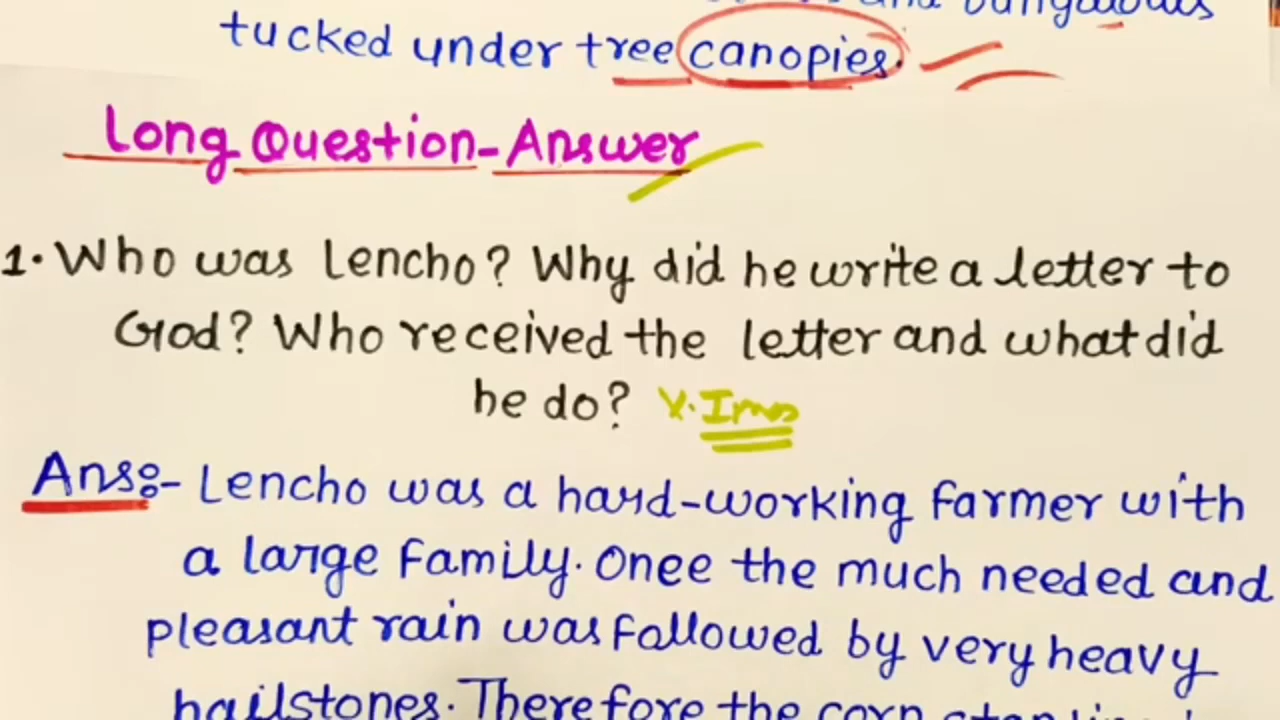 and
tucked under tree canopies.
Long Question-Answer
1. Who was Lencho? Why did he write a letter to
God? Who received the letter and what did
he do? V. Imp
Ans:- Lencho was a hard-working farmer with
a large family. Onee the much needed and
pleasant rain was followed by very heavy
hailstones. Therefore the corn